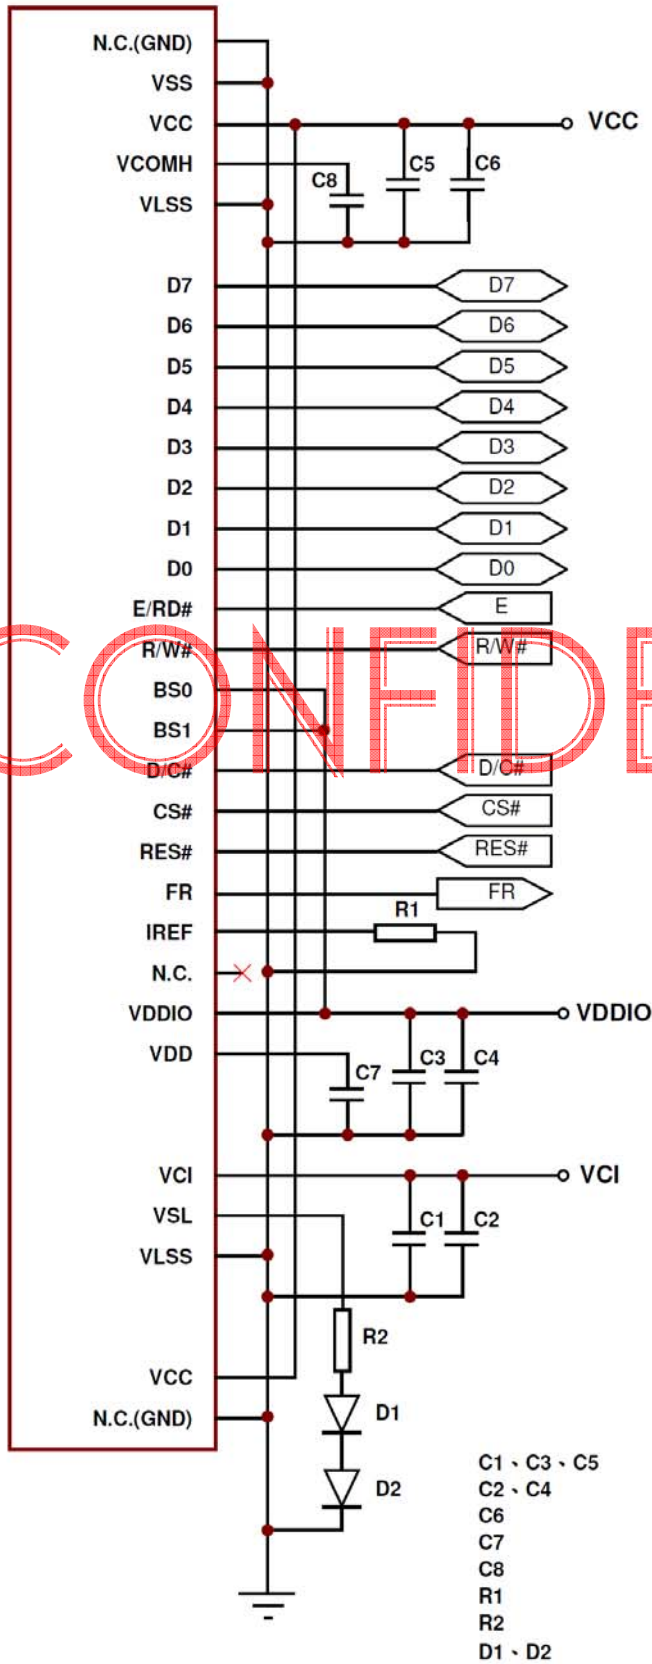 N.C.(GND)
VSS
VCC VCC
VCOMH C8 C5 C6
VLSS
D7 D7
D6 D6
D5 D5
D4 D4
D3 D3
D2 D2
D1 D1
D0 D0
E/RD# E
R/W# R/W#
BS0
BS1
CONFIDE
D/C# D/C#
CS# CS#
RES# RES#
FR FR
IREF R1
N.C.
VDDIO VDDIO
VDD C7 C3 C4
VCI VCI
VSL C1 C2
VLSS
R2
VCC
N.C.(GND) D1
D2
C1、C3、C5
C2、C4
C6
C7
C8
R1
R2
D1、D2